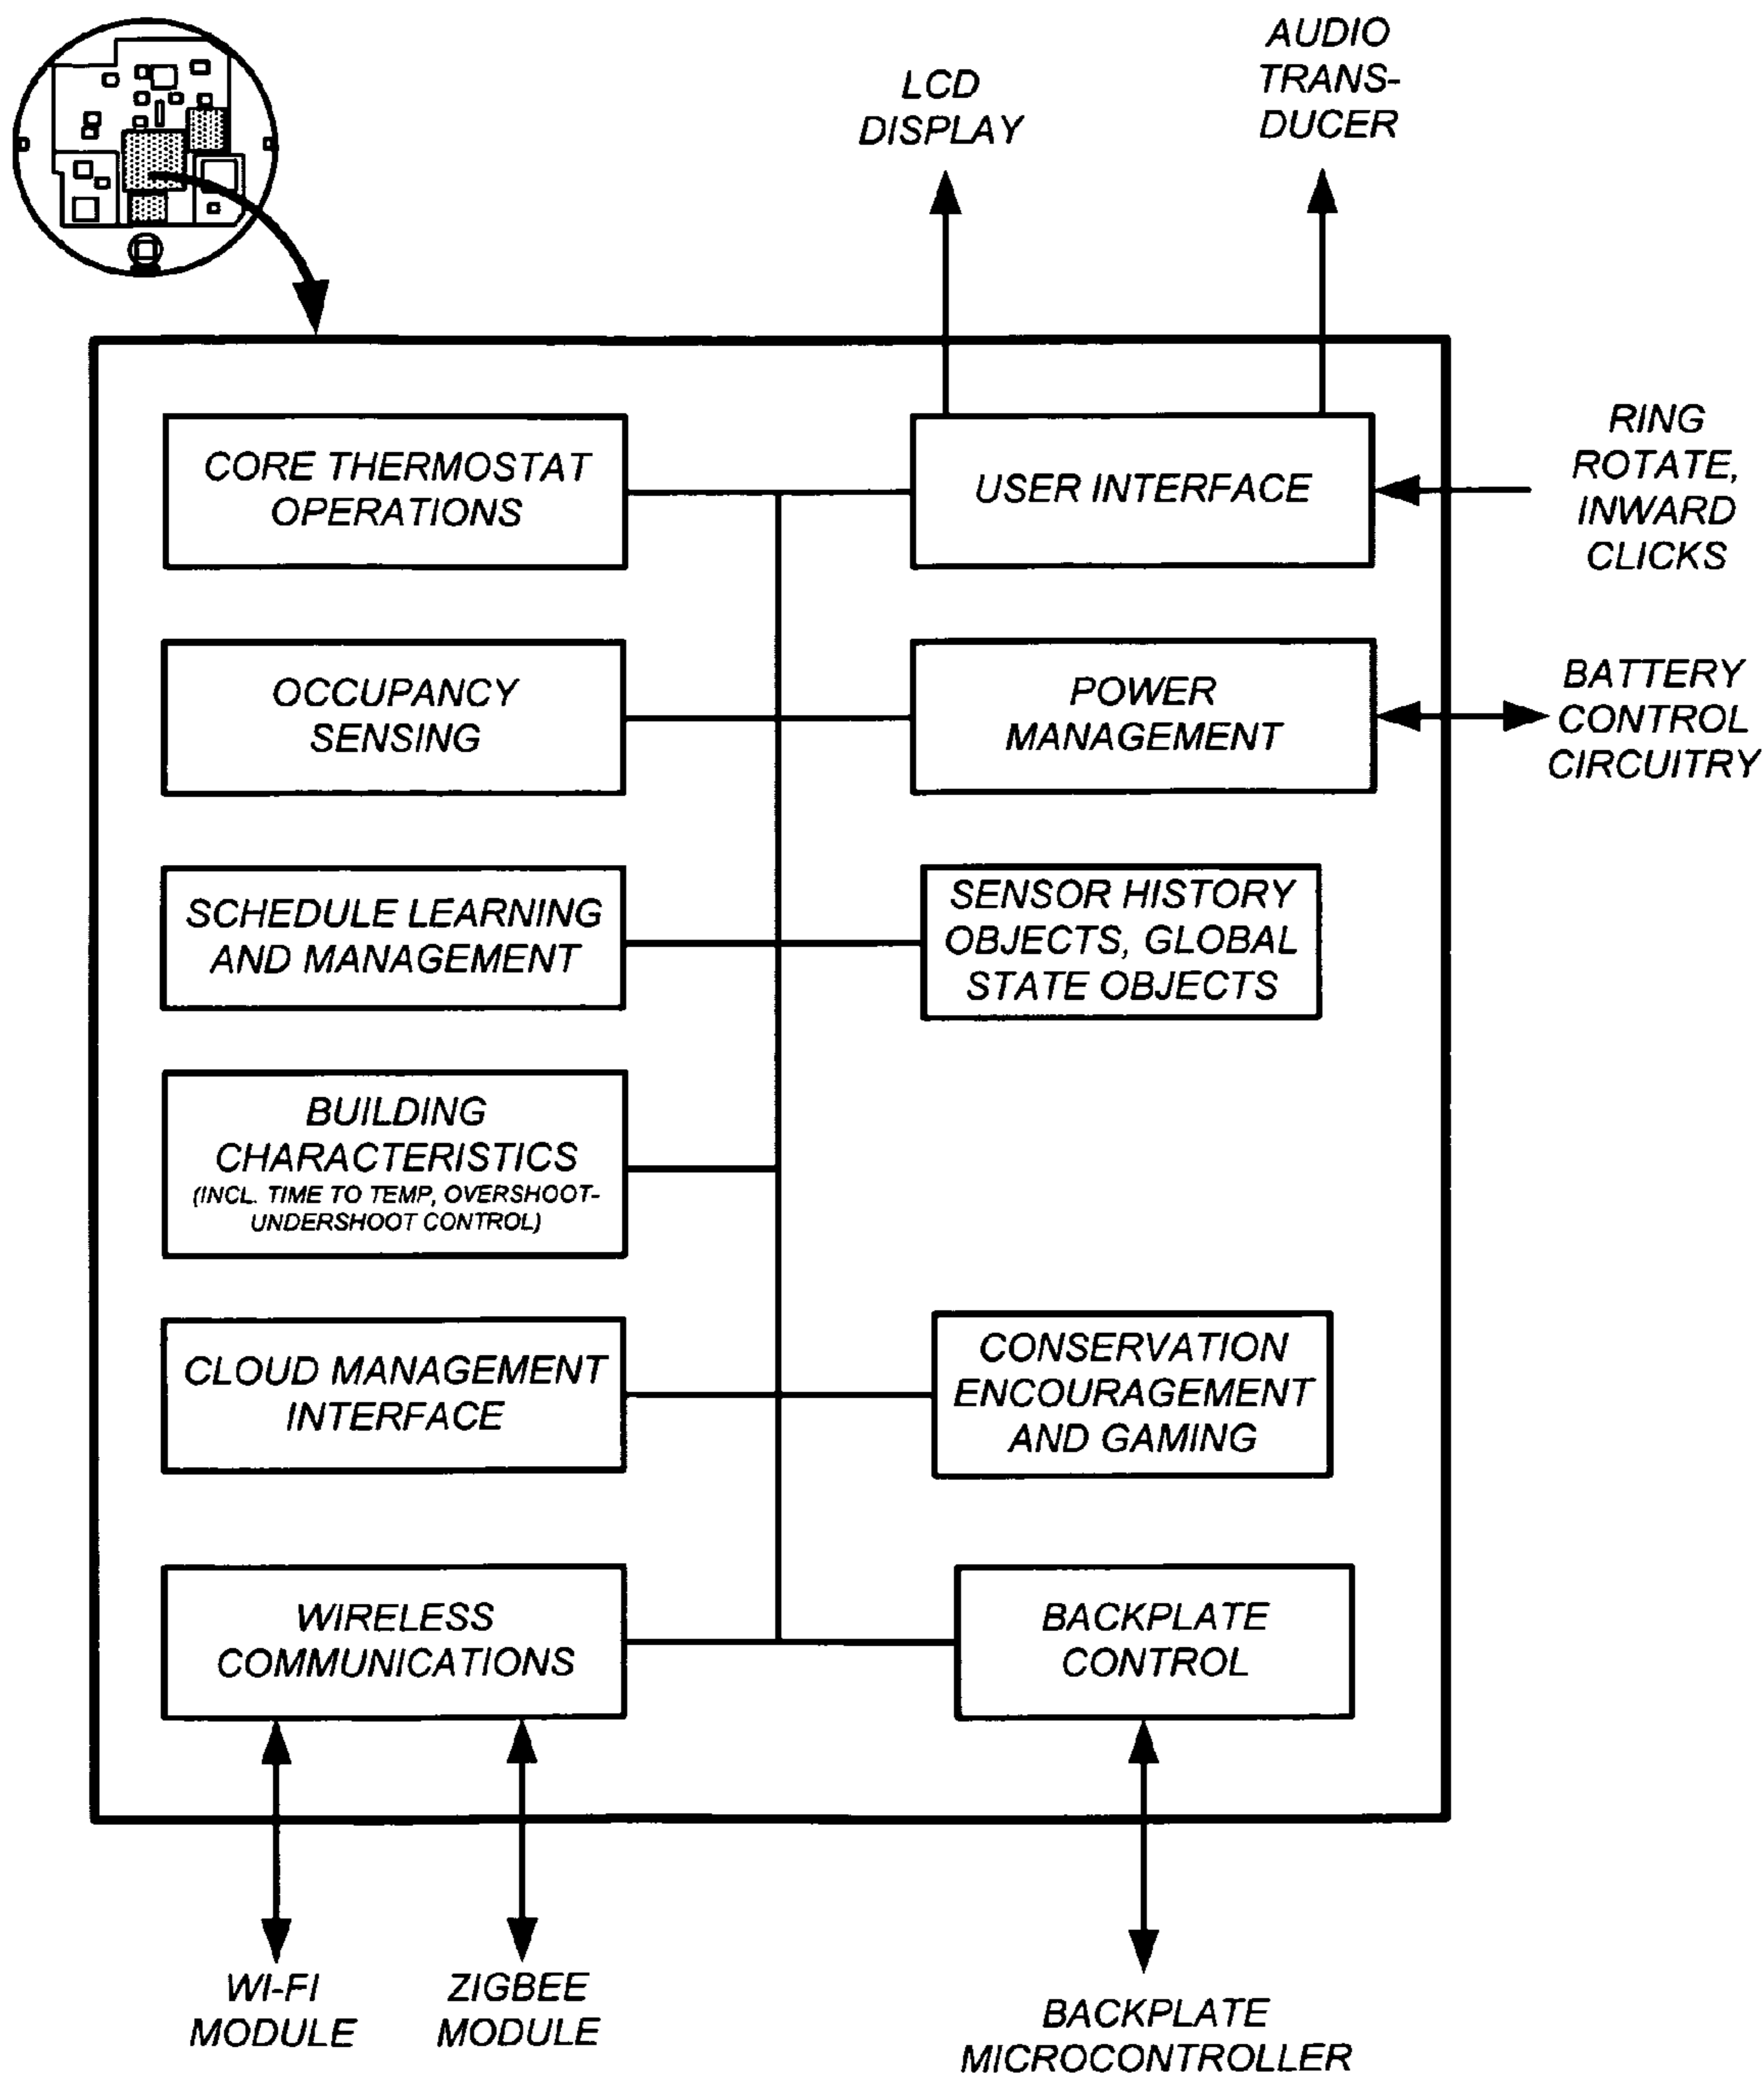 LCD
DISPLAY
AUDIO
TRANS-
DUCER
CORE THERMOSTAT
OPERATIONS
USER INTERFACE
RING
ROTATE,
INWARD
CLICKS
OCCUPANCY
SENSING
POWER
MANAGEMENT
BATTERY
CONTROL
CIRCUITRY
SCHEDULE LEARNING
AND MANAGEMENT
SENSOR HISTORY
OBJECTS, GLOBAL
STATE OBJECTS
BUILDING
CHARACTERISTICS
(INCL. TIME TO TEMP, OVERSHOOT-
UNDERSHOOT CONTROL)
CLOUD MANAGEMENT
INTERFACE
CONSERVATION
ENCOURAGEMENT
AND GAMING
WIRELESS
COMMUNICATIONS
BACKPLATE
CONTROL
WI-FI
MODULE
ZIGBEE
MODULE
BACKPLATE
MICROCONTROLLER